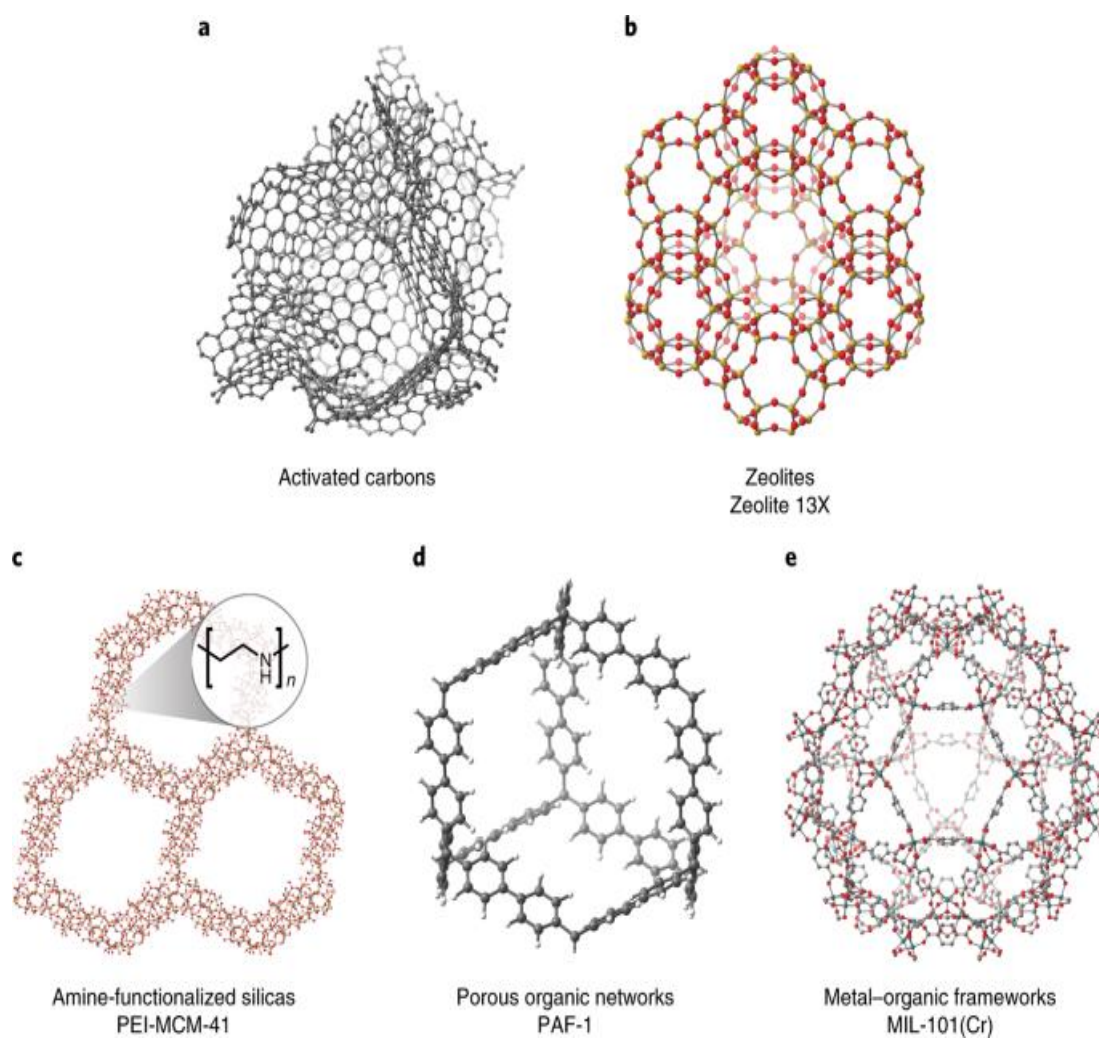 a
b
Activated carbons
Zeolites
Zeolite 13X
c
d
e
N
H
n
Amine-functionalized silicas
PEI-MCM-41
Porous organic networks
PAF-1
Metal–organic frameworks
MIL-101(Cr)